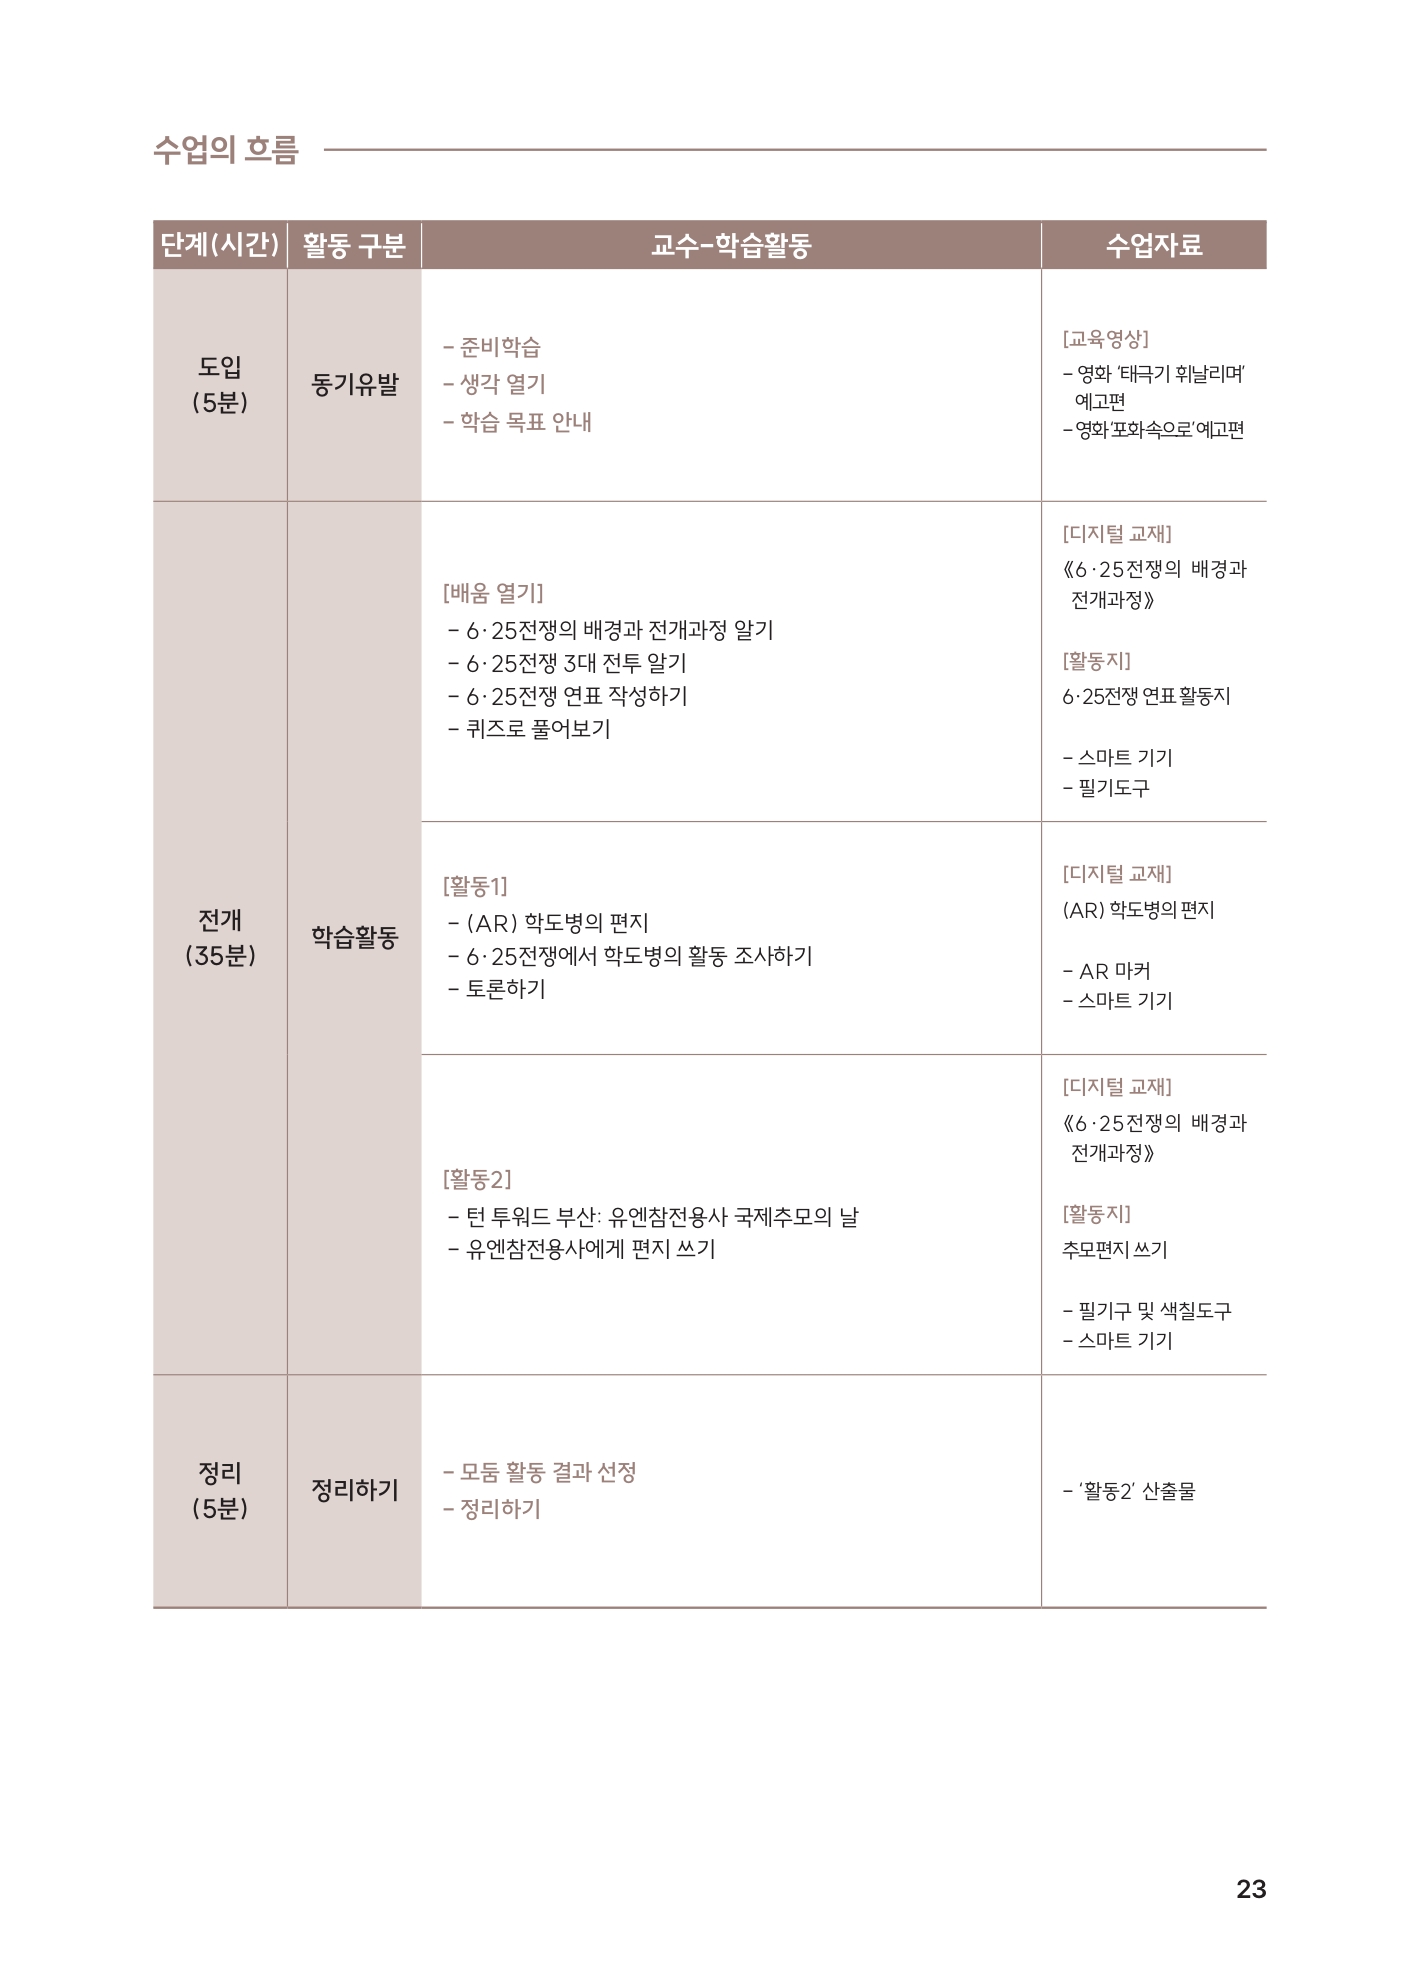 수업의 흐름
단계(시간) 활동 구분 교수-학습활동 수업자료
도입
(5분)
동기유발
- 준비학습
- 생각 열기
- 학습 목표 안내
[교육영상]
- 영화 '태극기 휘날리며'
예고편
- 영화 '포화 속으로' 예고편
전개
(35분)
학습활동
[배움 열기]
- 6·25전쟁의 배경과 전개과정 알기
- 6·25전쟁 3대 전투 알기
- 6·25전쟁 연표 작성하기
- 퀴즈로 풀어보기
[디지털 교재]
《6·25전쟁의 배경과
전개과정》
[활동지]
6·25전쟁 연표 활동지
- 스마트 기기
- 필기도구
[활동1]
- (AR) 학도병의 편지
- 6·25전쟁에서 학도병의 활동 조사하기
- 토론하기
[디지털 교재]
(AR) 학도병의 편지
- AR 마커
- 스마트 기기
[활동2]
- 턴 투워드 부산: 유엔참전용사 국제추모의 날
- 유엔참전용사에게 편지 쓰기
[디지털 교재]
《6·25전쟁의 배경과
전개과정》
[활동지]
추모편지 쓰기
- 필기구 및 색칠도구
- 스마트 기기
정리
(5분)
정리하기
- 모둠 활동 결과 선정
- 정리하기
- '활동2' 산출물
23